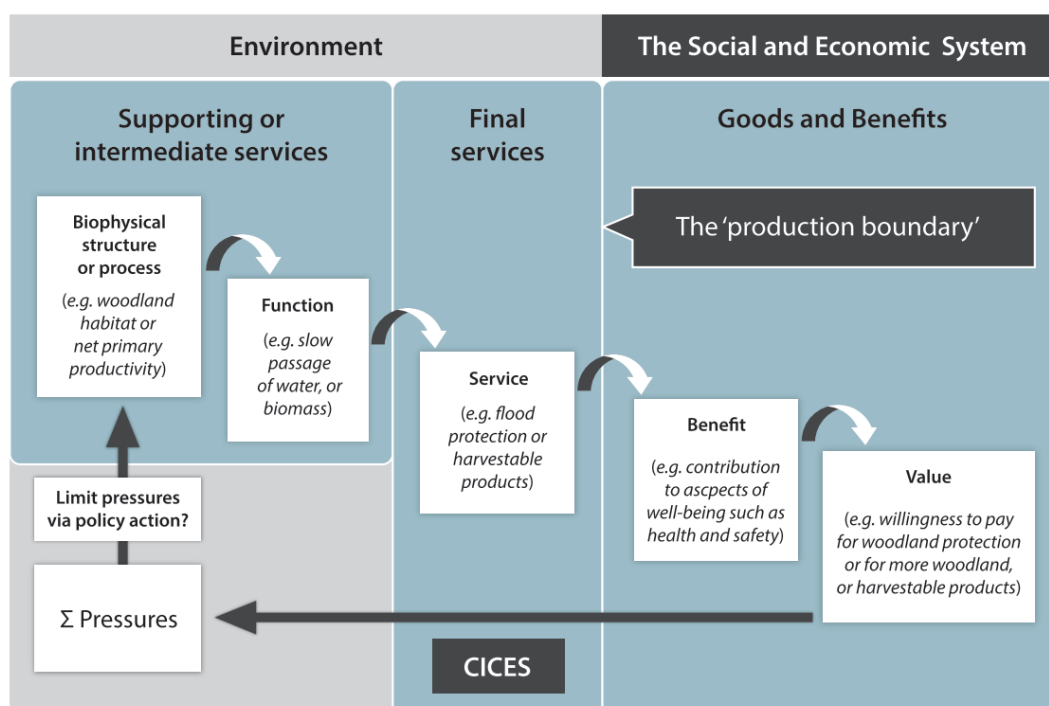 Environment
The Social and Economic System
Supporting or
intermediate services
Final
services
Goods and Benefits
Biophysical
structure
or process
(e.g. woodland
habitat or
net primary
productivity)
Function
(e.g. slow
passage
of water, or
biomass)
Service
(e.g. flood
protection or
harvestable
products)
The ‘production boundary’
Benefit
(e.g. contribution
to ascpects of
well-being such as
health and safety)
Value
(e.g. willingness to pay
for woodland protection
or for more woodland,
or harvestable products)
Limit pressures
via policy action?
Σ Pressures
CICES